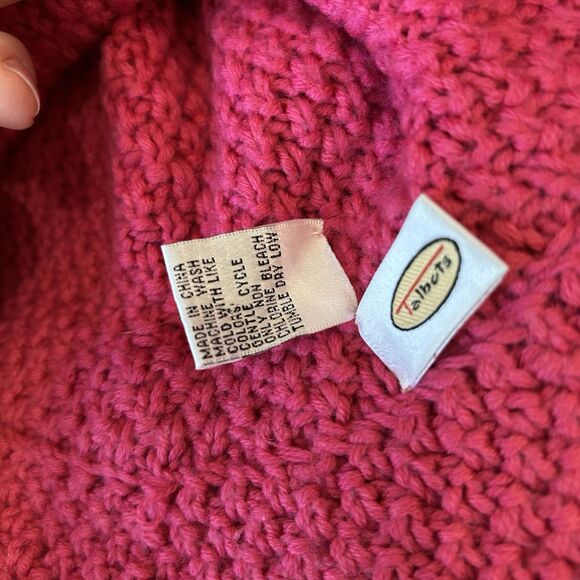 MADE IN CHINA
MACHINE WASH
COLD WITH LIKE
COLORS
GENTLE CYCLE
ONLY NON
CHLORINE BLEACH
TUMBLE DRY LOW
Talbots